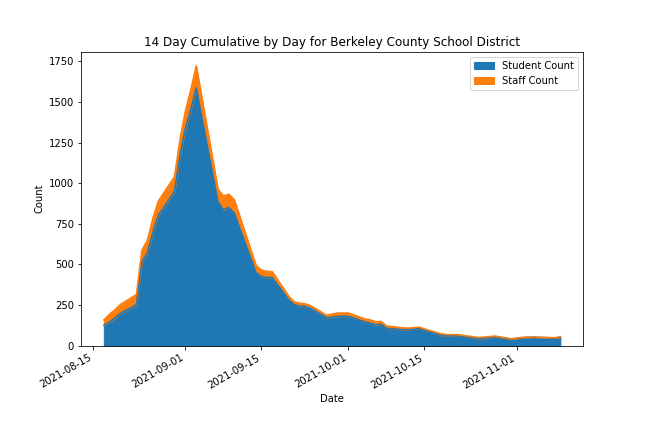 14 Day Cumulative by Day for Berkeley County School District
Student Count
Staff Count
1750
1500
1250
1000
750
500
250
0
Count
2021-08-15
2021-09-01
2021-09-15
2021-10-01
2021-10-15
2021-11-01
Date